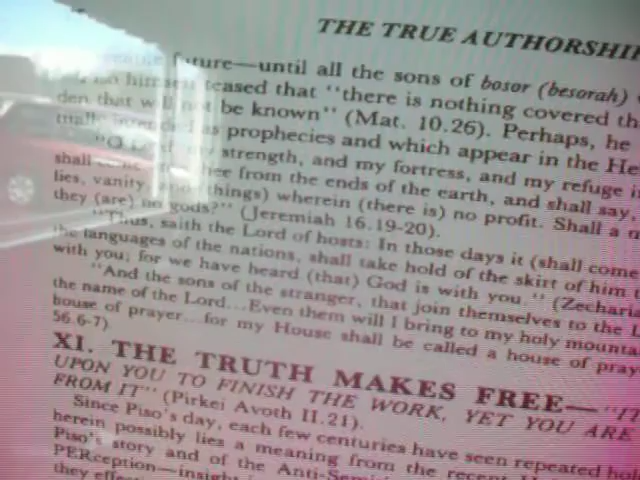 THE TRUE AUTHORSHIP
future—until all the sons of bosor (besorah)
teased that "there is nothing covered
den that will not be known" (Mat. 10.26). Perhaps, he
as prophecies and which appear in the
my strength, and my fortress, and my refuge
shall from the ends of the earth, and shall say,
lies, vanity things) wherein (there is) no profit. Shall a
they (are) no gods?" (Jeremiah 16.19-20).
"Thus, saith the Lord of hosts: In those days it (shall come
the languages of the nations, shall take hold of the skirt of him
with you; for we have heard (that) God is with you." (Zechariah
"And the sons of the stranger, that join themselves to the
the name of the Lord...Even them will I bring to my holy
house of prayer...for my House shall be called a house of
56.6-7)
XI. THE TRUTH MAKES FREE—"IT
UPON YOU TO FINISH THE WORK, YET YOU ARE
FROM IT" (Pirkei Avoth II.21).
Since Piso's day, each few centuries have seen repeated
herein possibly lies a meaning from the recent
Piso's story and of the
PERception—insight
they